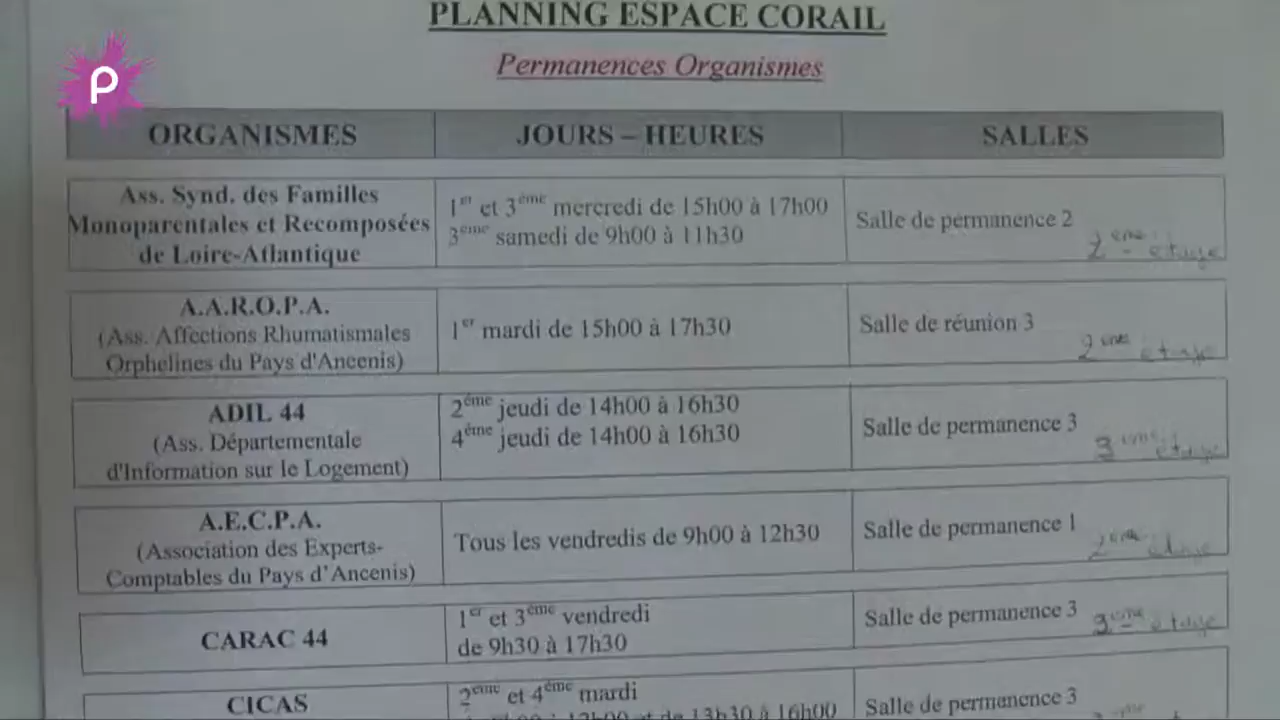 P
PLANNING ESPACE CORAIL
Permanences Organismes
ORGANISMES
JOURS – HEURES
SALLES
Ass. Synd. des Familles
Monoparentales et Recomposées
de Loire-Atlantique
1er et 3ème mercredi de 15h00 à 17h00
3ème samedi de 9h00 à 11h30
Salle de permanence 2
2ème étage
A.A.R.O.P.A.
(Ass. Affections Rhumatismales
Orphelines du Pays d'Ancenis)
1er mardi de 15h00 à 17h30
Salle de réunion 3
2ème étage
ADIL 44
(Ass. Départementale
d'Information sur le Logement)
2ème jeudi de 14h00 à 16h30
4ème jeudi de 14h00 à 16h30
Salle de permanence 3
3ème étage
A.E.C.P.A.
(Association des Experts-
Comptables du Pays d'Ancenis)
Tous les vendredis de 9h00 à 12h30
Salle de permanence 1
2ème étage
CARAC 44
1er et 3ème vendredi
de 9h30 à 17h30
Salle de permanence 3
3ème étage
CICAS
2ème et 4ème mardi
à 12h00 et de 13h30 à 16h00
Salle de permanence 3